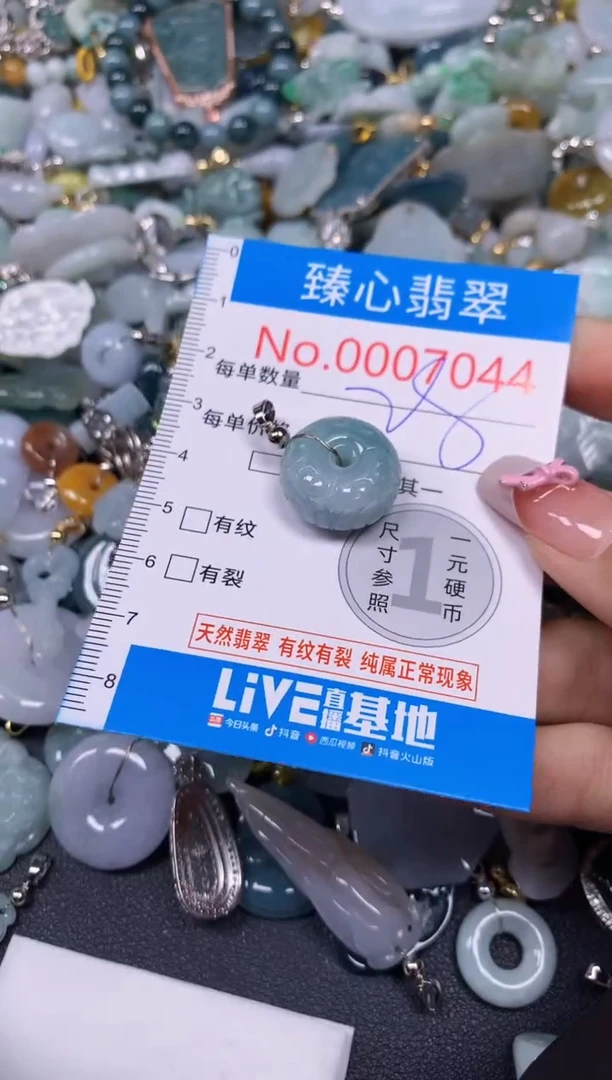 0
臻心翡翠
1
No.0007044
2
每单数量
3
每单价
28
4
其一
5
有纹
尺寸参照
1
一元硬币
6
有裂
7
天然翡翠 有纹有裂 纯属正常现象
8
LiVE直播基地
今日头条 抖音 西瓜视频 抖音火山版